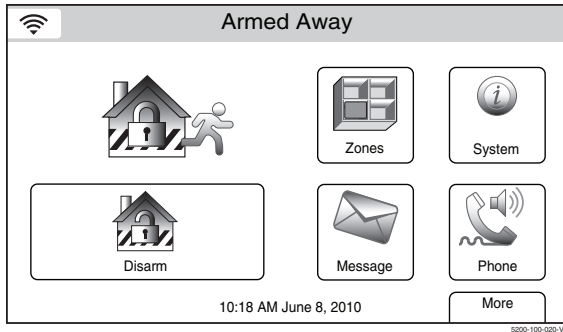 Armed Away
Zones
System
Disarm
Message
Phone
10:18 AM June 8, 2010
More
5200-100-020-V